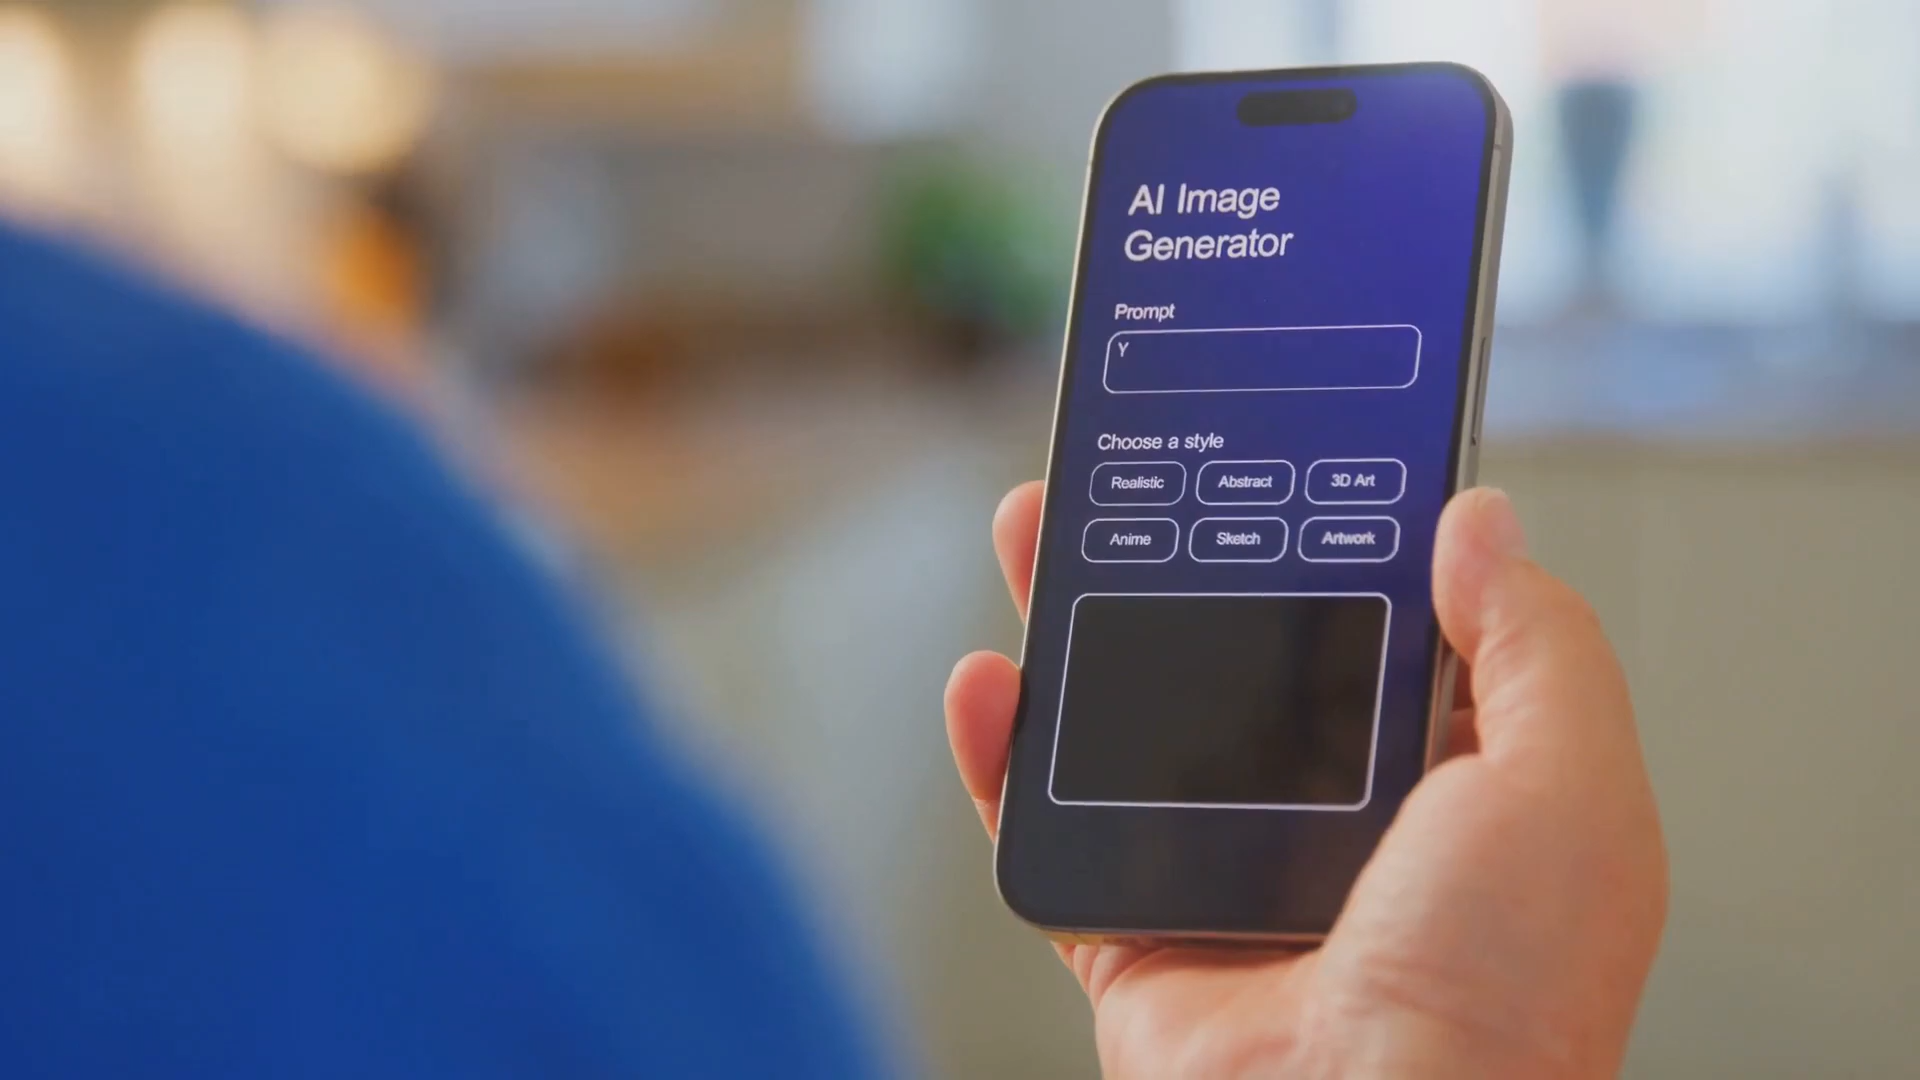 AI Image
Generator
Prompt
Y
Choose a style
Realistic Abstract 3D Art
Anime Sketch Artwork